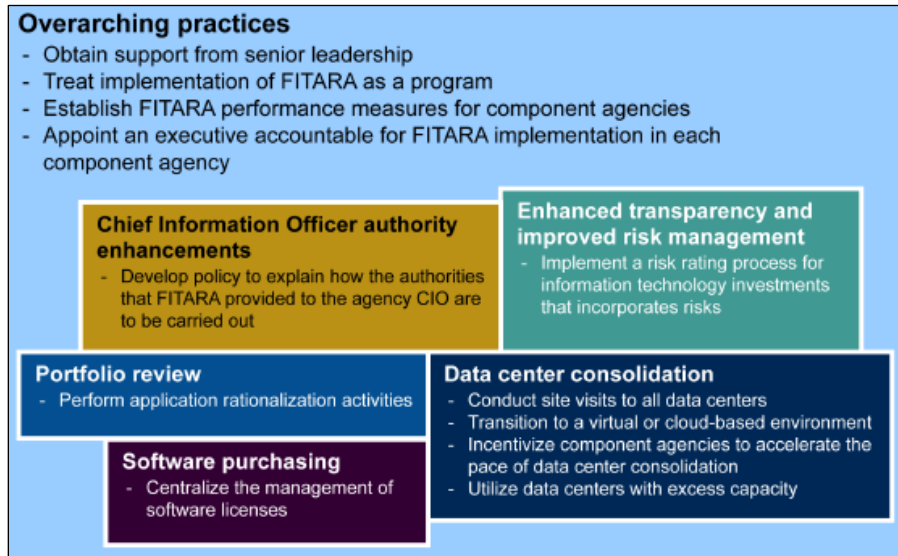 Overarching practices
- Obtain support from senior leadership
- Treat implementation of FITARA as a program
- Establish FITARA performance measures for component agencies
- Appoint an executive accountable for FITARA implementation in each
component agency
Chief Information Officer authority
enhancements
- Develop policy to explain how the authorities
that FITARA provided to the agency CIO are
to be carried out
Enhanced transparency and
improved risk management
- Implement a risk rating process for
information technology investments
that incorporates risks
Portfolio review
- Perform application rationalization activities
Data center consolidation
- Conduct site visits to all data centers
- Transition to a virtual or cloud-based environment
- Incentivize component agencies to accelerate the
pace of data center consolidation
- Utilize data centers with excess capacity
Software purchasing
- Centralize the management of
software licenses